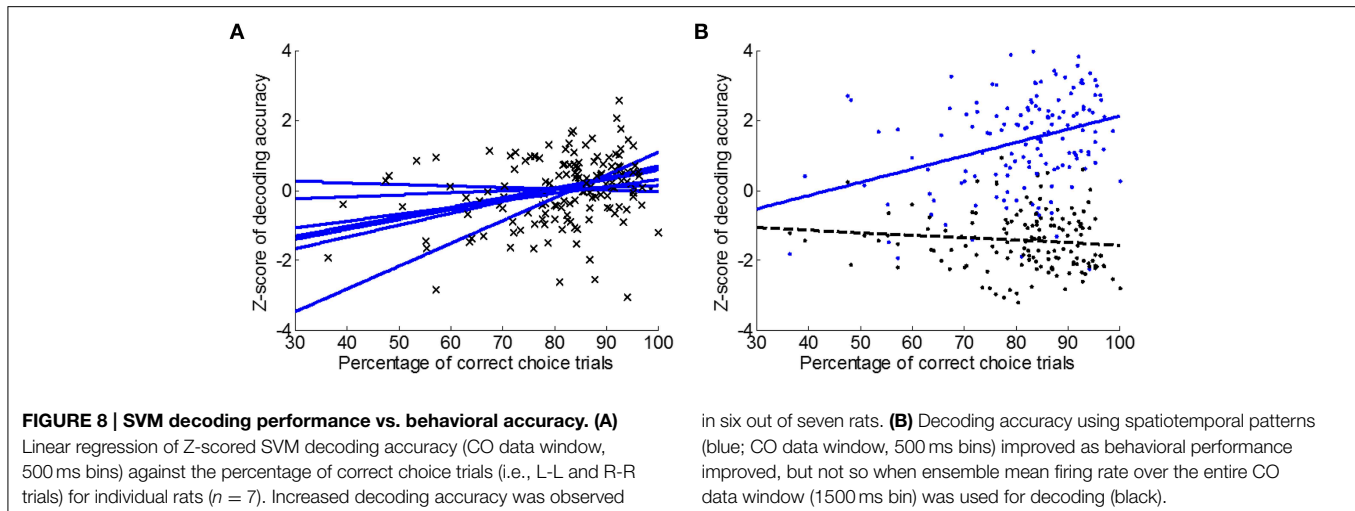 A
B
4
2
0
-2
-4
Z-score of decoding accuracy
30 40 50 60 70 80 90 100
Percentage of correct choice trials
4
2
0
-2
-4
Z-score of decoding accuracy
30 40 50 60 70 80 90 100
Percentage of correct choice trials
FIGURE 8 | SVM decoding performance vs. behavioral accuracy. (A)
Linear regression of Z-scored SVM decoding accuracy (CO data window,
500 ms bins) against the percentage of correct choice trials (i.e., L-L and R-R
trials) for individual rats (n = 7). Increased decoding accuracy was observed
in six out of seven rats. (B) Decoding accuracy using spatiotemporal patterns
(blue; CO data window, 500 ms bins) improved as behavioral performance
improved, but not so when ensemble mean firing rate over the entire CO
data window (1500 ms bin) was used for decoding (black).